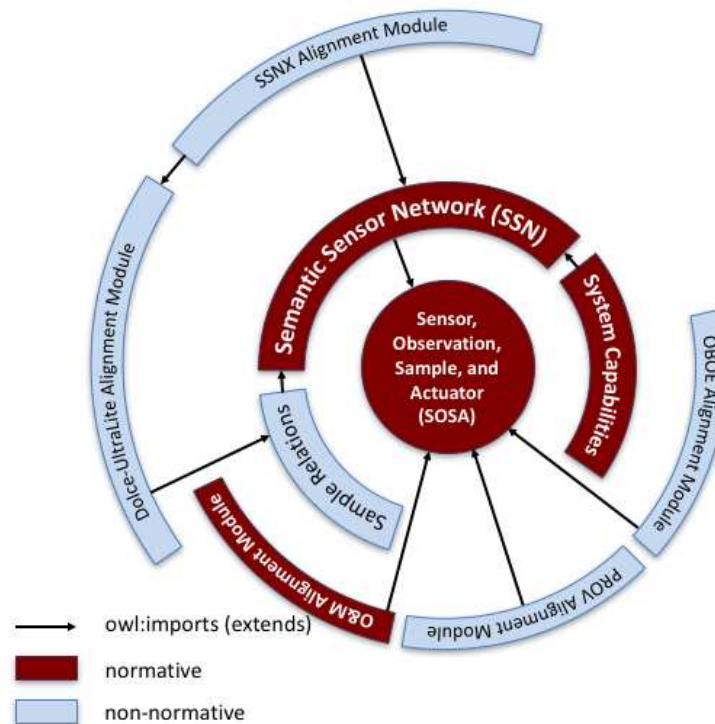 SSNX Alignment Module
Semantic Sensor Network (SSN)
System Capabilities
Sensor,
Observation,
Sample, and
Actuator
(SOSA)
OBOE Alignment Module
Dolce-UltraLite Alignment Module
Sample Relations
O&M Alignment Module
PROV Alignment Module
owl:imports (extends)
normative
non-normative